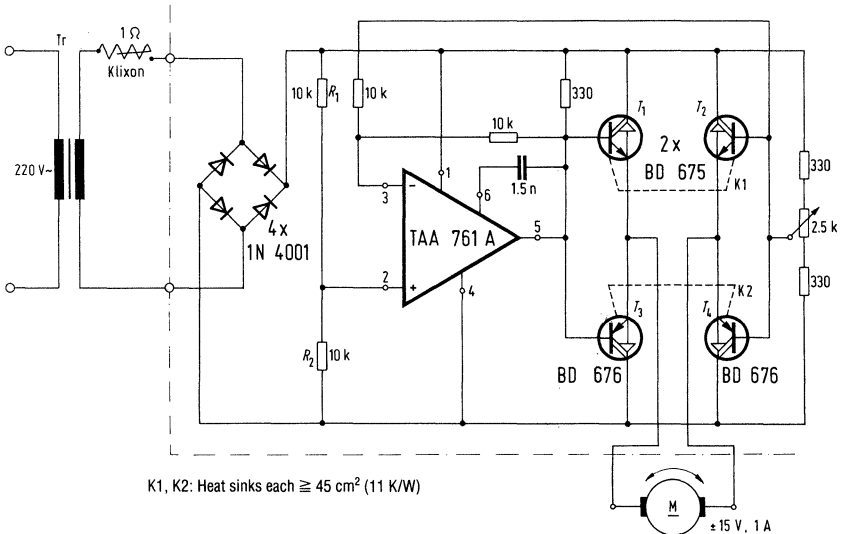 Tr
1 Ω
Klixon
220 V~
4x
1N 4001
10 k
R1
10 k
330
10 k
1.5 n
1
3
−
6
TAA 761 A
5
2
+
4
R2
10 k
T1
T2
2 x
BD 675
K1
330
2.5 k
330
K2
T3
T4
BD 676
BD 676
K1, K2: Heat sinks each ≧ 45 cm² (11 K/W)
M
± 15 V, 1 A